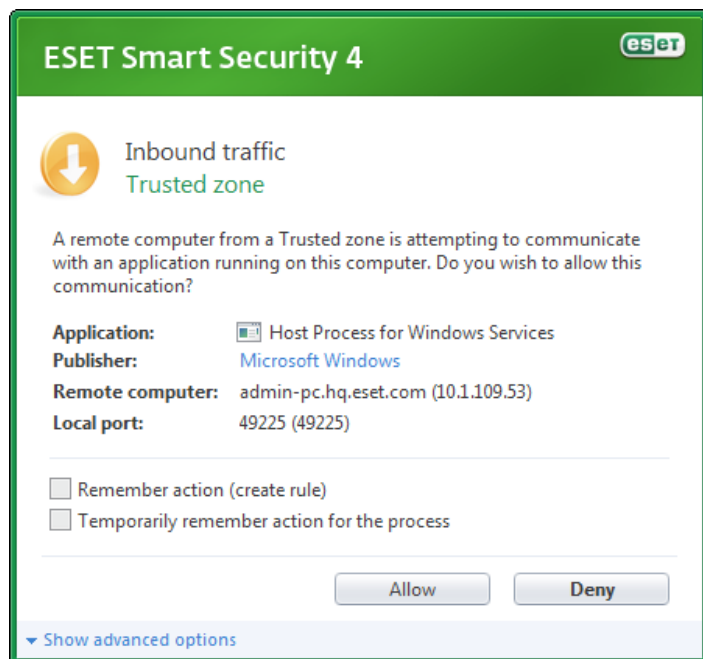 ESET Smart Security 4
eset
Inbound traffic
Trusted zone
A remote computer from a Trusted zone is attempting to communicate
with an application running on this computer. Do you wish to allow this
communication?
Application: Host Process for Windows Services
Publisher: Microsoft Windows
Remote computer: admin-pc.hq.eset.com (10.1.109.53)
Local port: 49225 (49225)
Remember action (create rule)
Temporarily remember action for the process
Allow Deny
Show advanced options